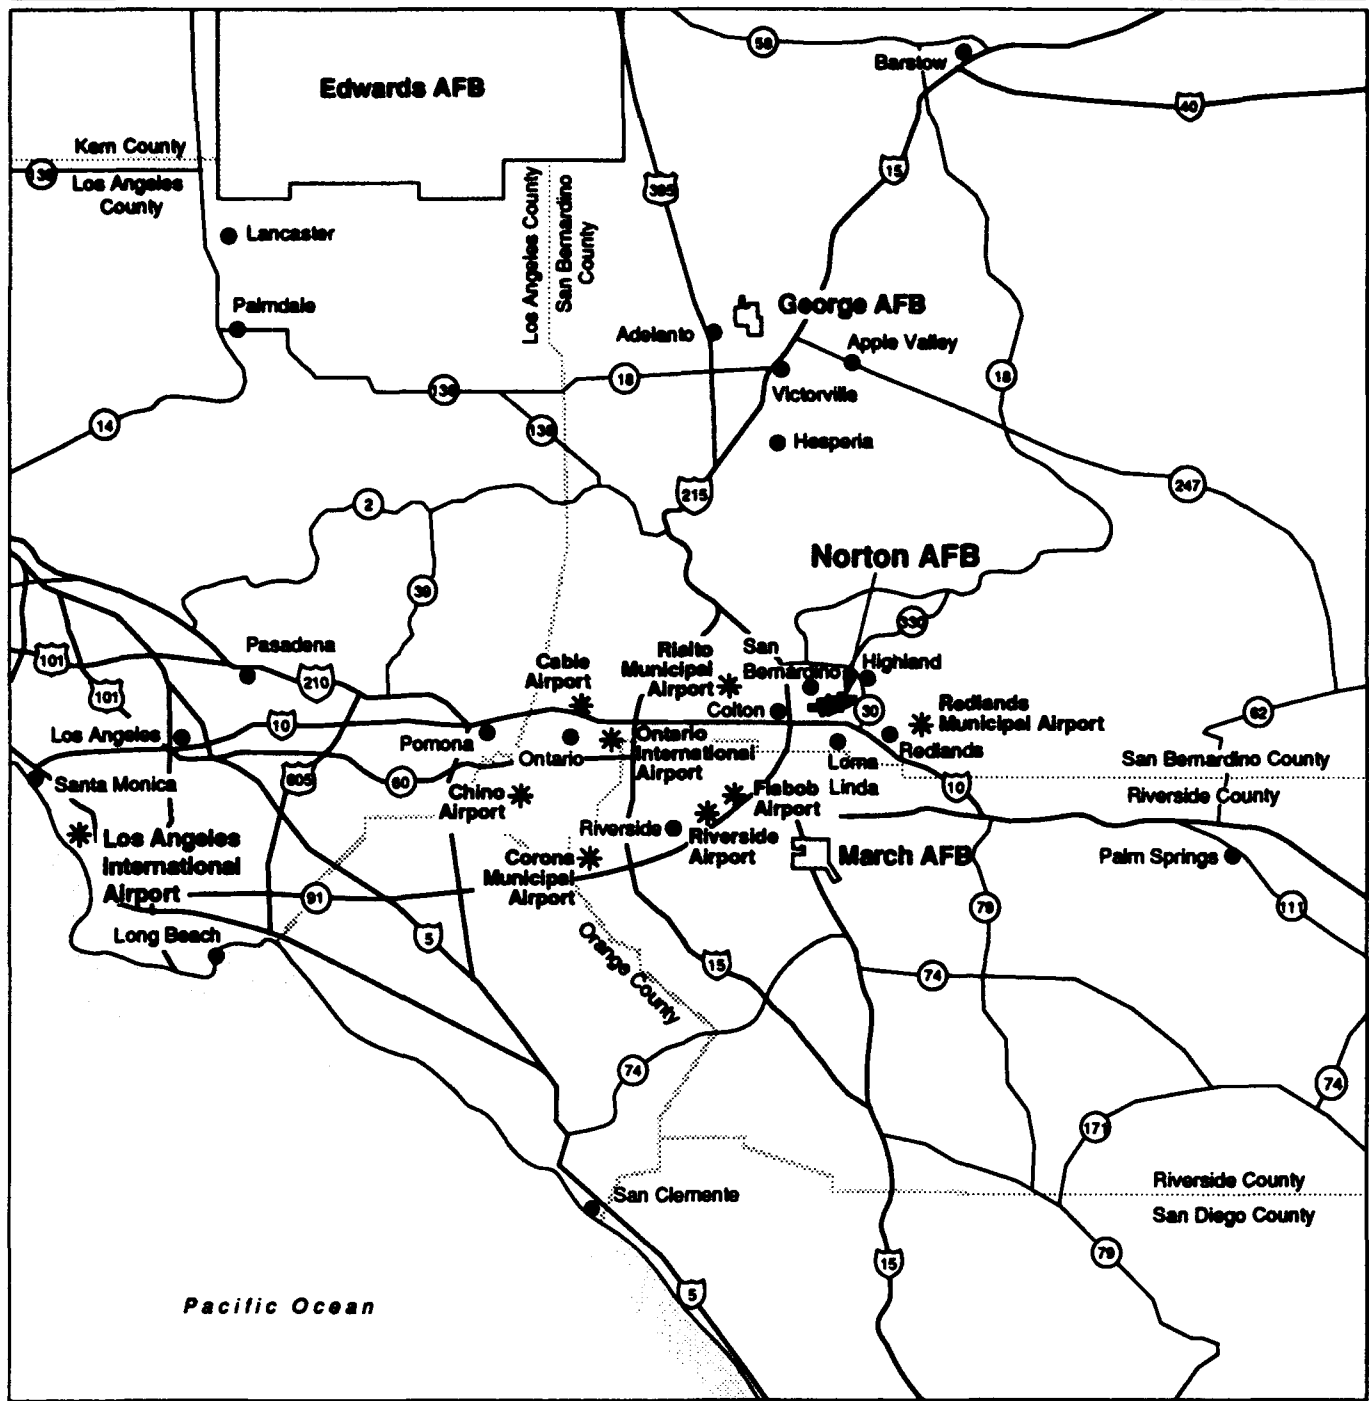 58
Barstow
Edwards AFB
40
Kern County
138
Los Angeles
County
15
395
Los Angeles County
San Bernardino
County
Lancaster
Palmdale
George AFB
Adelanto
Apple Valley
138
18
18
Victorville
14
138
Hesperia
2
215
247
Norton AFB
39
330
Pasadena
101
210
101
Cable
Airport
Rialto
Municipal
Airport
San
Bernardino
Highland
Colton
30
Redlands
Municipal Airport
62
10
Los Angeles
Pomona
Ontario
Ontario
International
Airport
Redlands
Loma
Linda
San Bernardino County
Riverside County
Santa Monica
605
60
Chino
Airport
Flabob
Airport
10
Los Angeles
International
Airport
Riverside
Riverside
Airport
March AFB
Palm Springs
Corona
Municipal
Airport
91
79
111
Long Beach
5
Orange County
15
74
74
74
171
San Clemente
Riverside County
San Diego County
79
15
5
Pacific Ocean